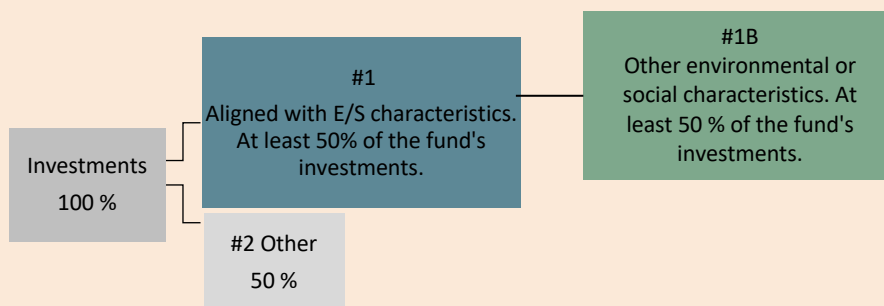 Investments
100 %
#1
Aligned with E/S characteristics.
At least 50% of the fund's
investments.
#2 Other
50 %
#1B
Other environmental or
social characteristics. At
least 50 % of the fund's
investments.